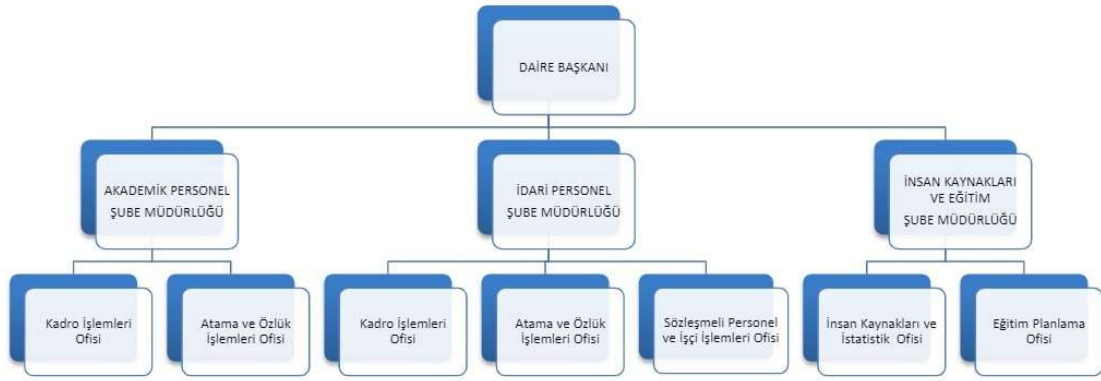 DAİRE BAŞKANI
AKADEMİK PERSONEL
ŞUBE MÜDÜRLÜĞÜ
İDARİ PERSONEL
ŞUBE MÜDÜRLÜĞÜ
İNSAN KAYNAKLARI
VE EĞİTİM
ŞUBE MÜDÜRLÜĞÜ
Kadro İşlemleri
Ofisi
Atama ve Özlük
İşlemleri Ofisi
Kadro İşlemleri
Ofisi
Atama ve Özlük
İşlemleri Ofisi
Sözleşmeli Personel
ve İşçi İşlemleri Ofisi
İnsan Kaynakları ve
İstatistik Ofisi
Eğitim Planlama
Ofisi